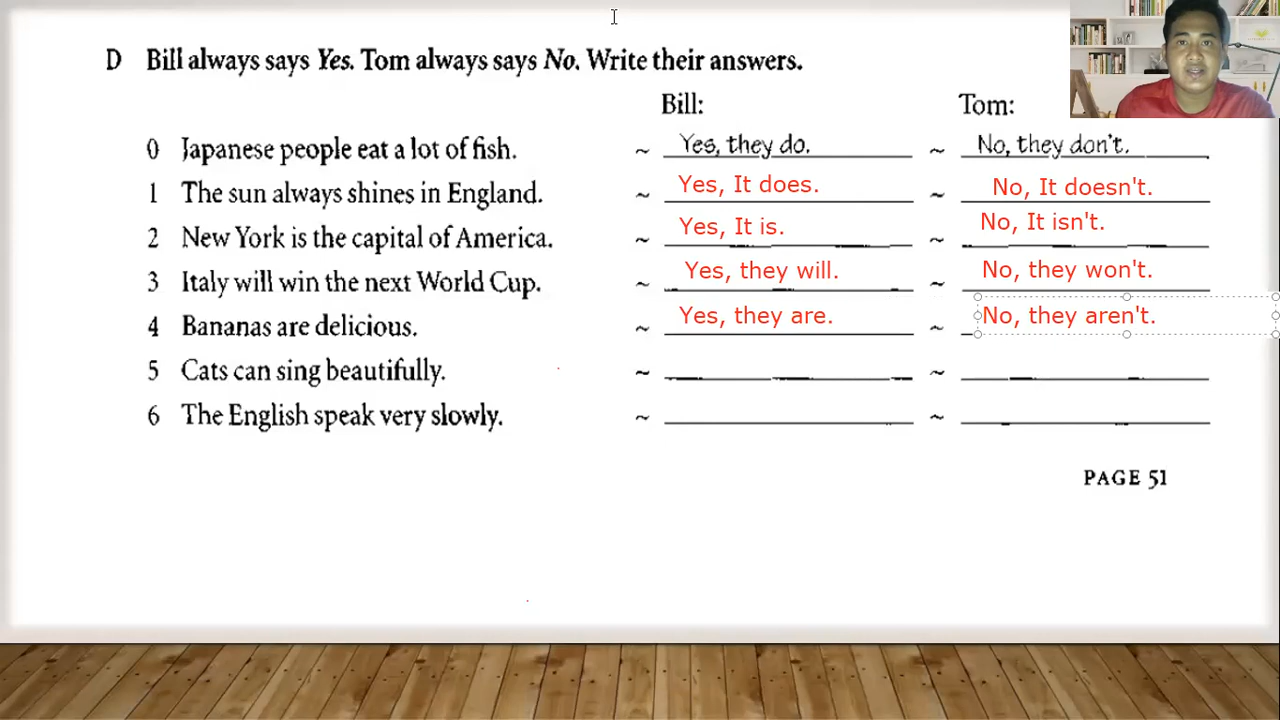 D Bill always says Yes. Tom always says No. Write their answers.
Bill: Tom:
0 Japanese people eat a lot of fish. ~ Yes, they do. ~ No, they don't.
1 The sun always shines in England. ~ Yes, It does. ~ No, It doesn't.
2 New York is the capital of America. ~ Yes, It is. ~ No, It isn't.
3 Italy will win the next World Cup. ~ Yes, they will. ~ No, they won't.
4 Bananas are delicious. ~ Yes, they are. ~ No, they aren't.
5 Cats can sing beautifully. ~ ~
6 The English speak very slowly. ~ ~
PAGE 51